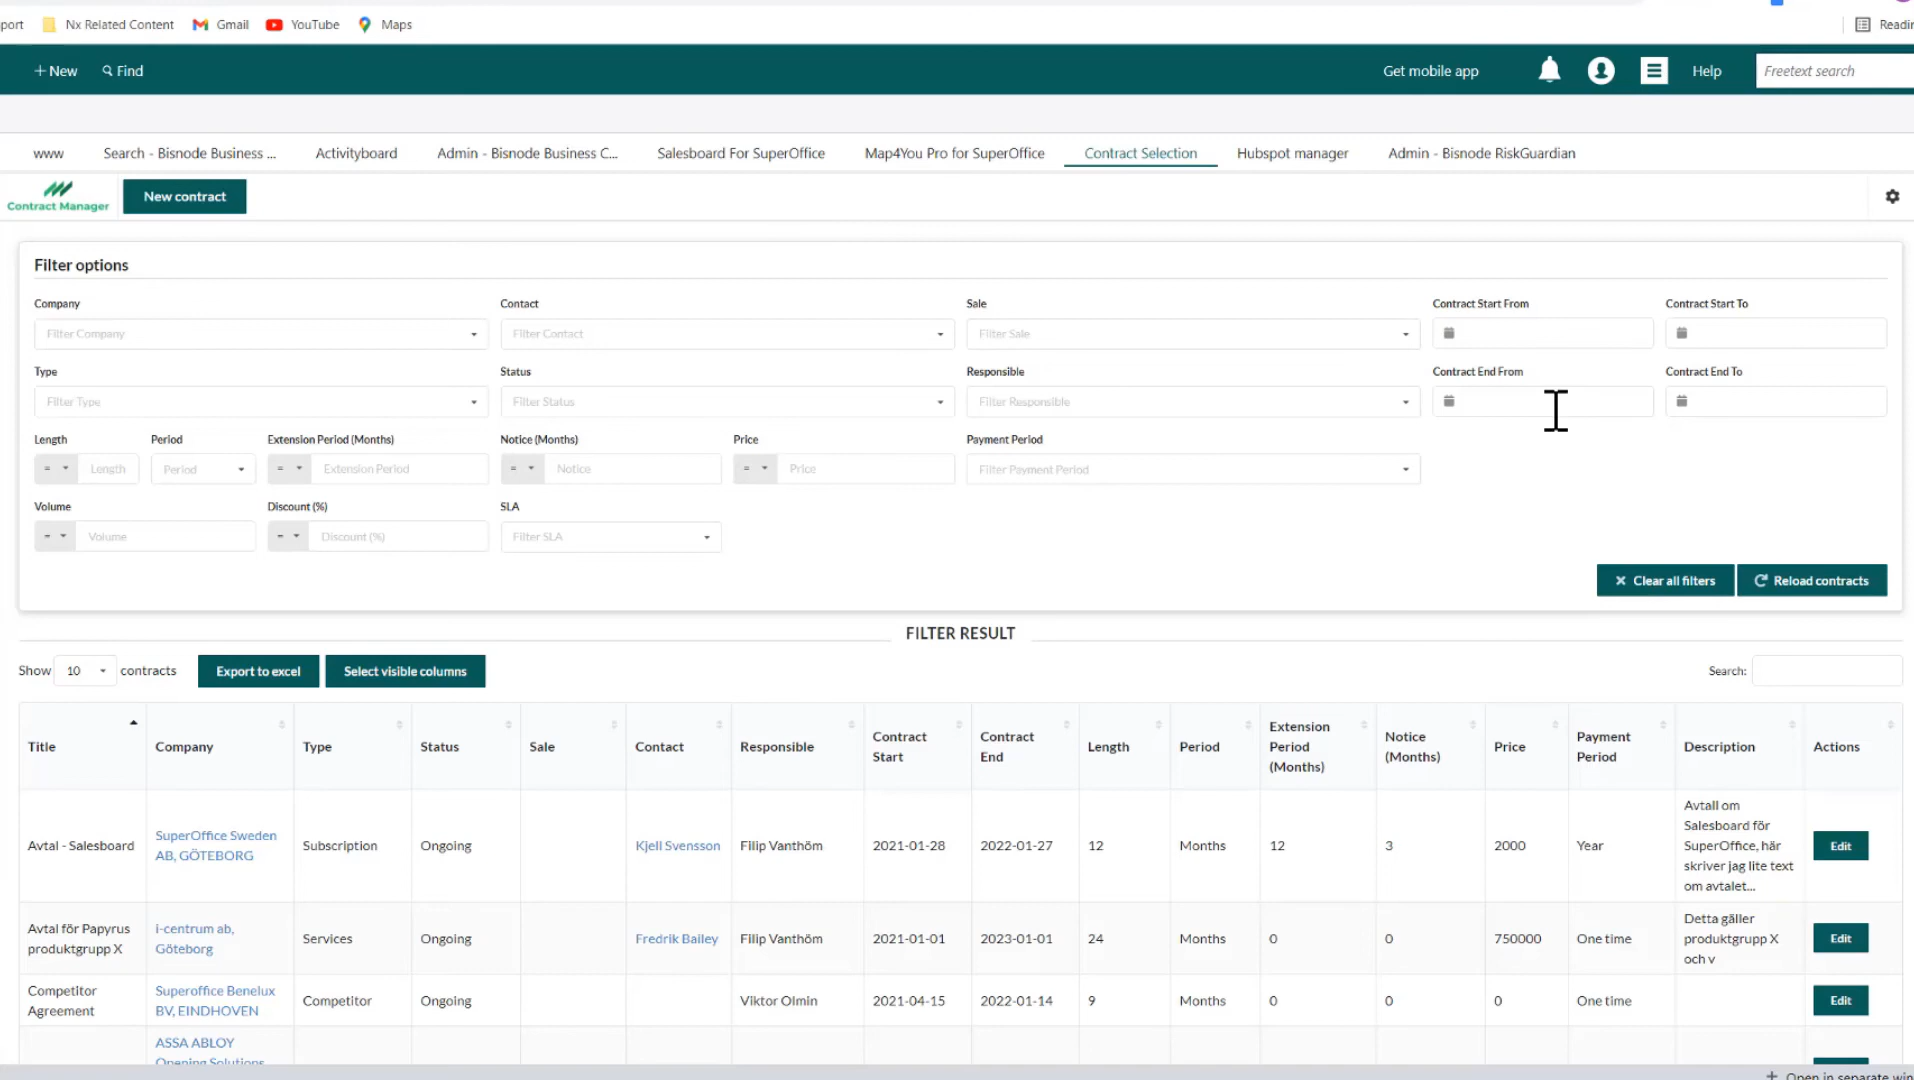 port Nx Related Content Gmail YouTube Maps
+ New Find Get mobile app Help Freetext search
www Search - Bisnode Business ... Activityboard Admin - Bisnode Business C... Salesboard For SuperOffice Map4You Pro for SuperOffice Contract Selection Hubspot manager Admin - Bisnode RiskGuardian
Contract Manager New contract
Filter options
Company Contact Sale Contract Start From Contract Start To
Filter Company Filter Contact Filter Sale
Type Status Responsible Contract End From Contract End To
Filter Type Filter Status Filter Responsible
Length Period Extension Period (Months) Notice (Months) Price Payment Period
= Length Period = Extension Period = Notice = Price Filter Payment Period
Volume Discount (%) SLA
= Volume = Discount (%) Filter SLA
Clear all filters Reload contracts
FILTER RESULT
Show 10 contracts Export to excel Select visible columns Search:
Title Company Type Status Sale Contact Responsible Contract Start Contract End Length Period Extension Period (Months) Notice (Months) Price Payment Period Description Actions
Avtal - Salesboard SuperOffice Sweden AB, GÖTEBORG Subscription Ongoing Kjell Svensson Filip Vanthöm 2021-01-28 2022-01-27 12 Months 12 3 2000 Year Avtall om Salesboard för SuperOffice, här skriver jag lite text om avtalet... Edit
Avtal för Papyrus produktgrupp X i-centrum ab, Göteborg Services Ongoing Fredrik Bailey Filip Vanthöm 2021-01-01 2023-01-01 24 Months 0 0 750000 One time Detta gäller produktgrupp X och v Edit
Competitor Agreement Superoffice Benelux BV, EINDHOVEN Competitor Ongoing Viktor Olmin 2021-04-15 2022-01-14 9 Months 0 0 0 One time Edit
ASSA ABLOY
Opening Solutions
+ Open in separate win